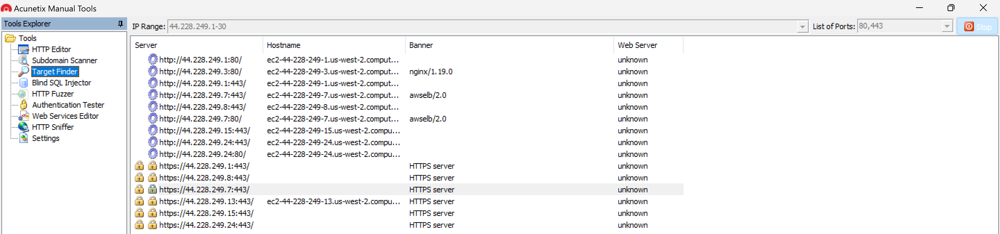 Acunetix Manual Tools
Tools Explorer
IP Range: 44.228.249.1-30 List of Ports: 80,443 Stop
Tools
HTTP Editor
Subdomain Scanner
Target Finder
Blind SQL Injector
HTTP Fuzzer
Authentication Tester
Web Services Editor
HTTP Sniffer
Settings
Server Hostname Banner Web Server
http://44.228.249.1:80/ ec2-44-228-249-1.us-west-2.comput... unknown
http://44.228.249.3:80/ ec2-44-228-249-3.us-west-2.comput... nginx/1.19.0 unknown
http://44.228.249.1:443/ ec2-44-228-249-1.us-west-2.comput... unknown
http://44.228.249.7:443/ ec2-44-228-249-7.us-west-2.comput... awselb/2.0 unknown
http://44.228.249.8:443/ ec2-44-228-249-8.us-west-2.comput... unknown
http://44.228.249.7:80/ ec2-44-228-249-7.us-west-2.comput... awselb/2.0 unknown
http://44.228.249.15:443/ ec2-44-228-249-15.us-west-2.compu... unknown
http://44.228.249.24:443/ ec2-44-228-249-24.us-west-2.compu... unknown
http://44.228.249.24:80/ ec2-44-228-249-24.us-west-2.compu... unknown
https://44.228.249.1:443/ HTTPS server unknown
https://44.228.249.8:443/ HTTPS server unknown
https://44.228.249.7:443/ HTTPS server unknown
https://44.228.249.13:443/ ec2-44-228-249-13.us-west-2.compu... HTTPS server unknown
https://44.228.249.15:443/ HTTPS server unknown
https://44.228.249.24:443/ HTTPS server unknown